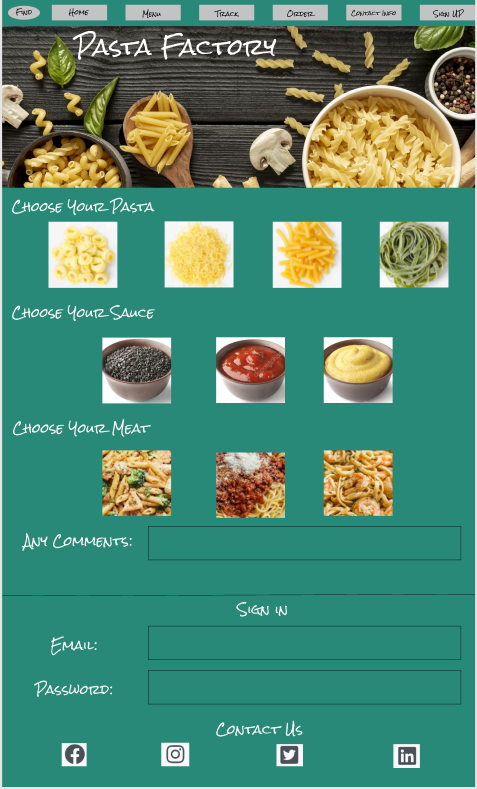 Find Home Menu Track Order Contact Info Sign UP
Pasta Factory
Choose Your Pasta
Choose Your Sauce
Choose Your Meat
Any Comments:
Sign in
Email:
Password:
Contact Us